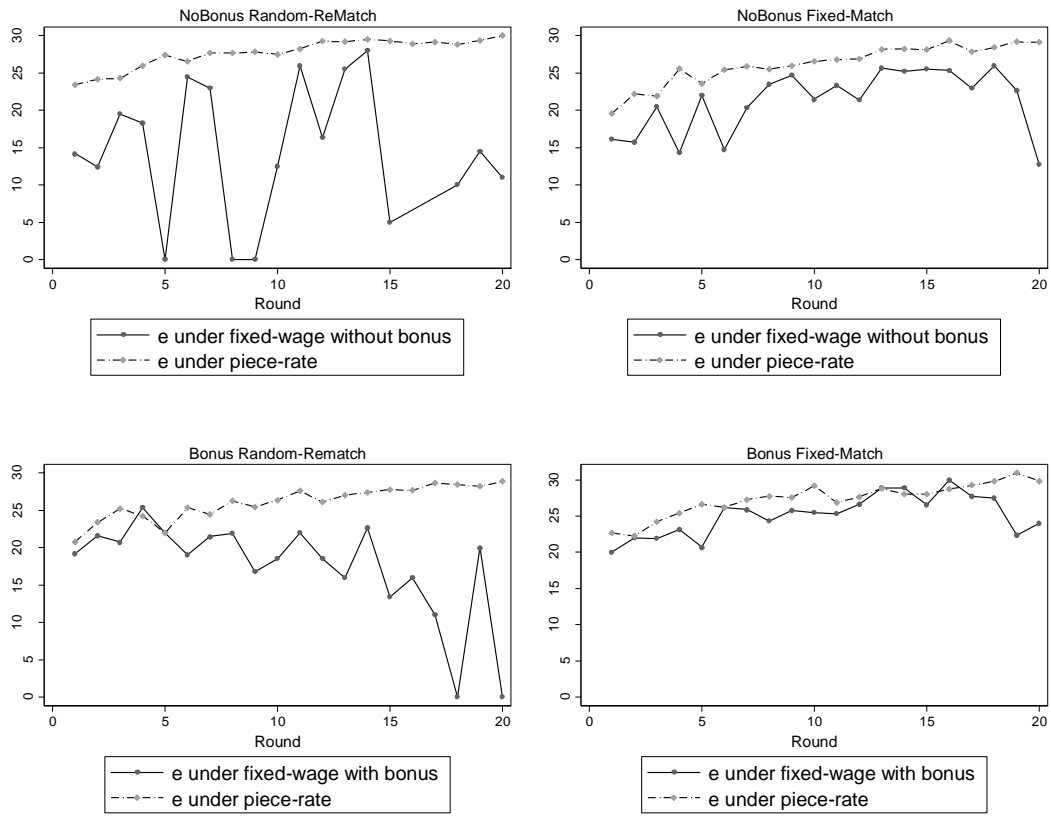 NoBonus Random-ReMatch
30
25
20
15
10
5
0
0 5 10 15 20
Round
e under fixed-wage without bonus
e under piece-rate
NoBonus Fixed-Match
30
25
20
15
10
5
0
0 5 10 15 20
Round
e under fixed-wage without bonus
e under piece-rate
Bonus Random-Rematch
30
25
20
15
10
5
0
0 5 10 15 20
Round
e under fixed-wage with bonus
e under piece-rate
Bonus Fixed-Match
30
25
20
15
10
5
0
0 5 10 15 20
Round
e under fixed-wage with bonus
e under piece-rate